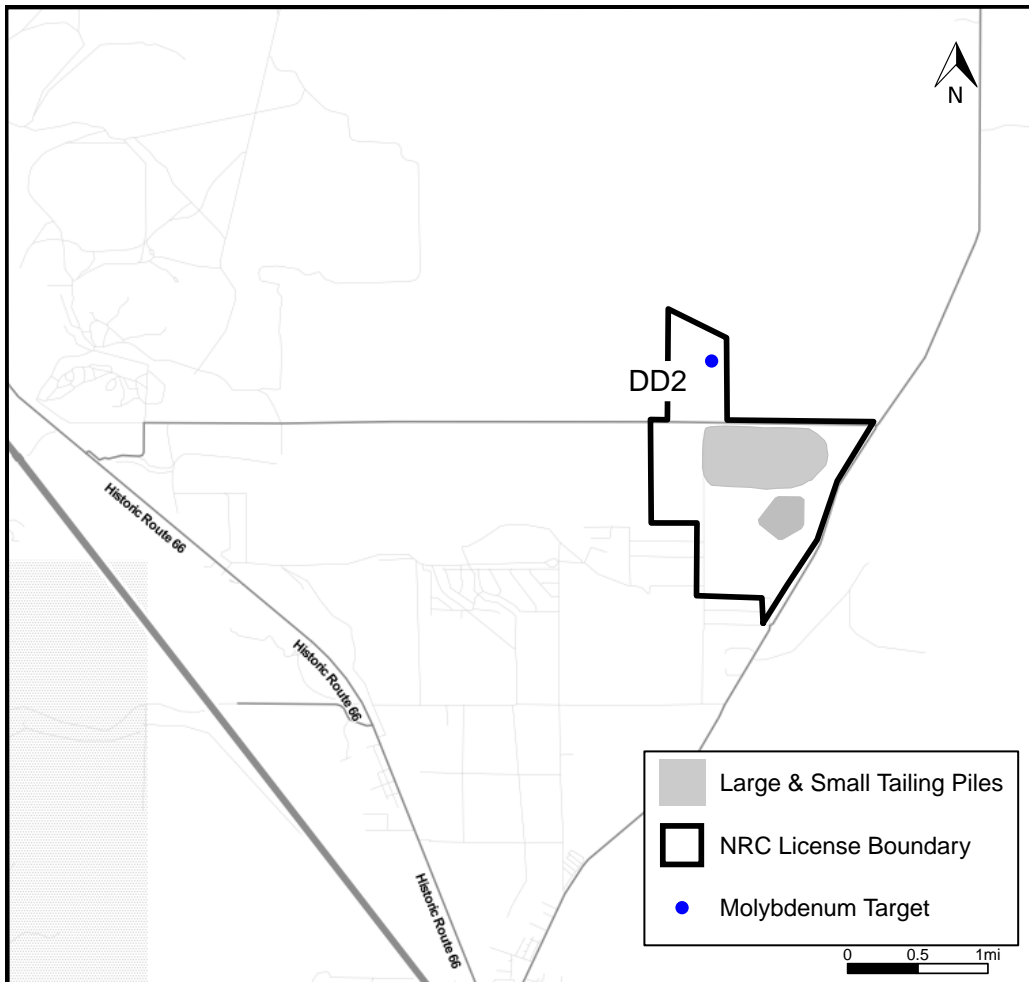 N
DD2
Historic Route 66
Historic Route 66
Historic Route 66
Large & Small Tailing Piles
NRC License Boundary
Molybdenum Target
0 0.5 1mi